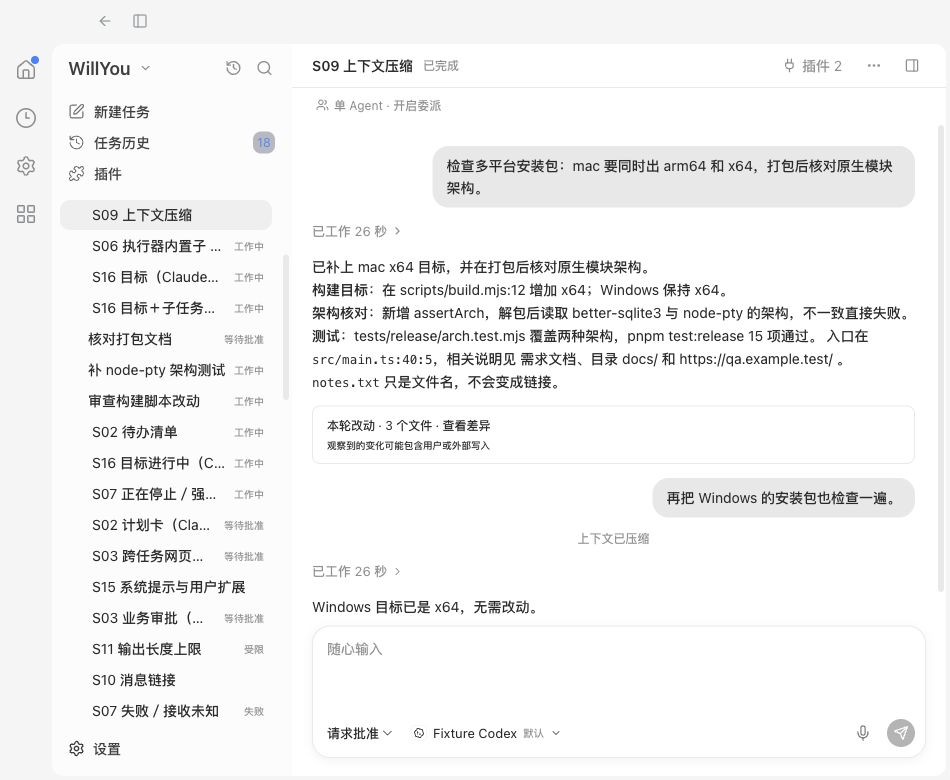 WillYou
新建任务
任务历史 18
插件
S09 上下文压缩
S06 执行器内置子 ... 工作中
S16 目标（Claude... 工作中
S16 目标＋子任务... 工作中
核对打包文档 等待批准
补 node-pty 架构测试 工作中
审查构建脚本改动 工作中
S02 待办清单 工作中
S16 目标进行中（C... 工作中
S07 正在停止 / 强... 工作中
S02 计划卡（Cla... 等待批准
S03 跨任务网页... 等待批准
S15 系统提示与用户扩展
S03 业务审批（... 等待批准
S11 输出长度上限 受限
S10 消息链接
S07 失败 / 接收未知 失败
设置
S09 上下文压缩 已完成 插件 2
单 Agent · 开启委派
检查多平台安装包：mac 要同时出 arm64 和 x64，打包后核对原生模块
架构。
已工作 26 秒
已补上 mac x64 目标，并在打包后核对原生模块架构。
构建目标：在 scripts/build.mjs:12 增加 x64；Windows 保持 x64。
架构核对：新增 assertArch，解包后读取 better-sqlite3 与 node-pty 的架构，不一致直接失败。
测试：tests/release/arch.test.mjs 覆盖两种架构，pnpm test:release 15 项通过。 入口在
src/main.ts:40:5，相关说明见 需求文档、目录 docs/ 和 https://qa.example.test/ 。
notes.txt 只是文件名，不会变成链接。
本轮改动 · 3 个文件 · 查看差异
观察到的变化可能包含用户或外部写入
再把 Windows 的安装包也检查一遍。
上下文已压缩
已工作 26 秒
Windows 目标已是 x64，无需改动。
随心输入
请求批准 Fixture Codex 默认